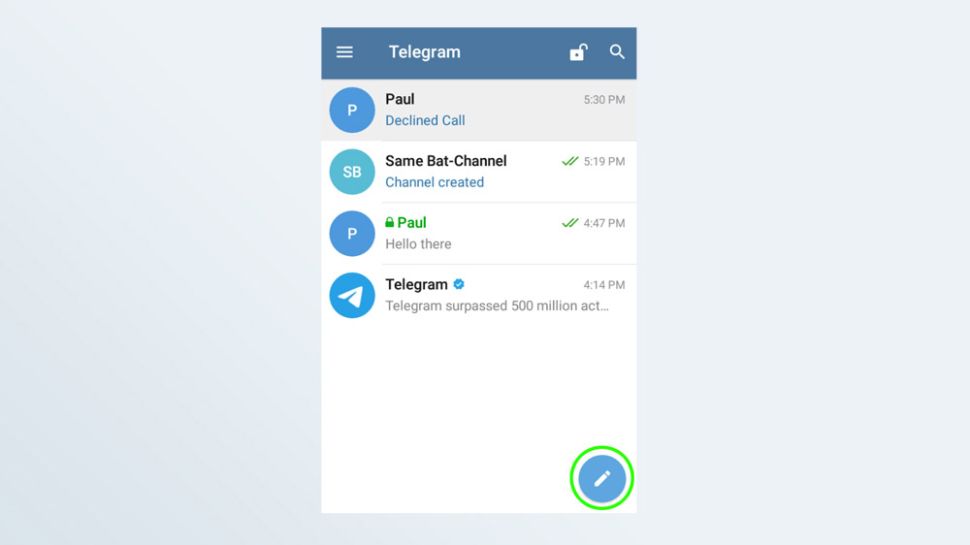 Telegram
P
Paul
5:30 PM
Declined Call
SB
Same Bat-Channel
5:19 PM
Channel created
P
Paul
4:47 PM
Hello there
Telegram
4:14 PM
Telegram surpassed 500 million act...